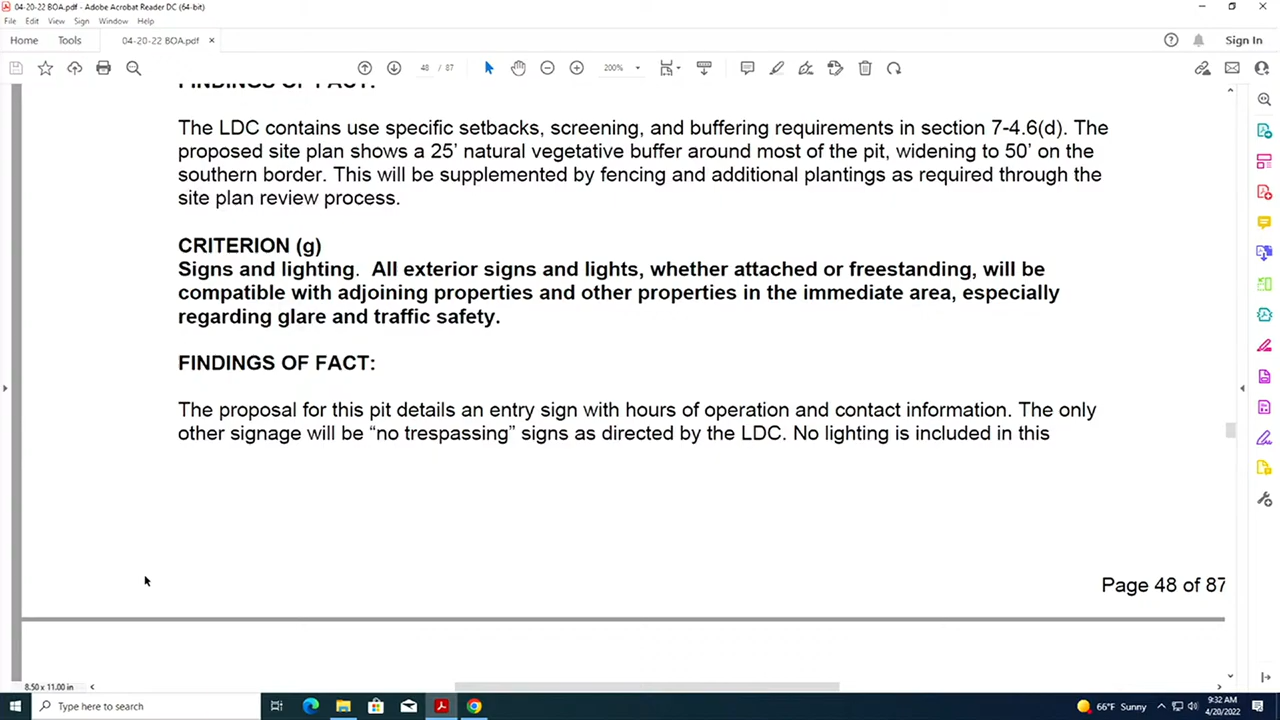 04-20-22 BOA.pdf - Adobe Acrobat Reader DC (64-bit)
File Edit View Sign Window Help
Home Tools 04-20-22 BOA.pdf × Sign In
48 / 87 200%
FINDINGS OF FACT:
The LDC contains use specific setbacks, screening, and buffering requirements in section 7-4.6(d). The
proposed site plan shows a 25’ natural vegetative buffer around most of the pit, widening to 50’ on the
southern border. This will be supplemented by fencing and additional plantings as required through the
site plan review process.
CRITERION (g)
Signs and lighting. All exterior signs and lights, whether attached or freestanding, will be
compatible with adjoining properties and other properties in the immediate area, especially
regarding glare and traffic safety.
FINDINGS OF FACT:
The proposal for this pit details an entry sign with hours of operation and contact information. The only
other signage will be “no trespassing” signs as directed by the LDC. No lighting is included in this
Page 48 of 87
8.50 x 11.00 in
Type here to search
66°F Sunny
9:32 AM
4/20/2022